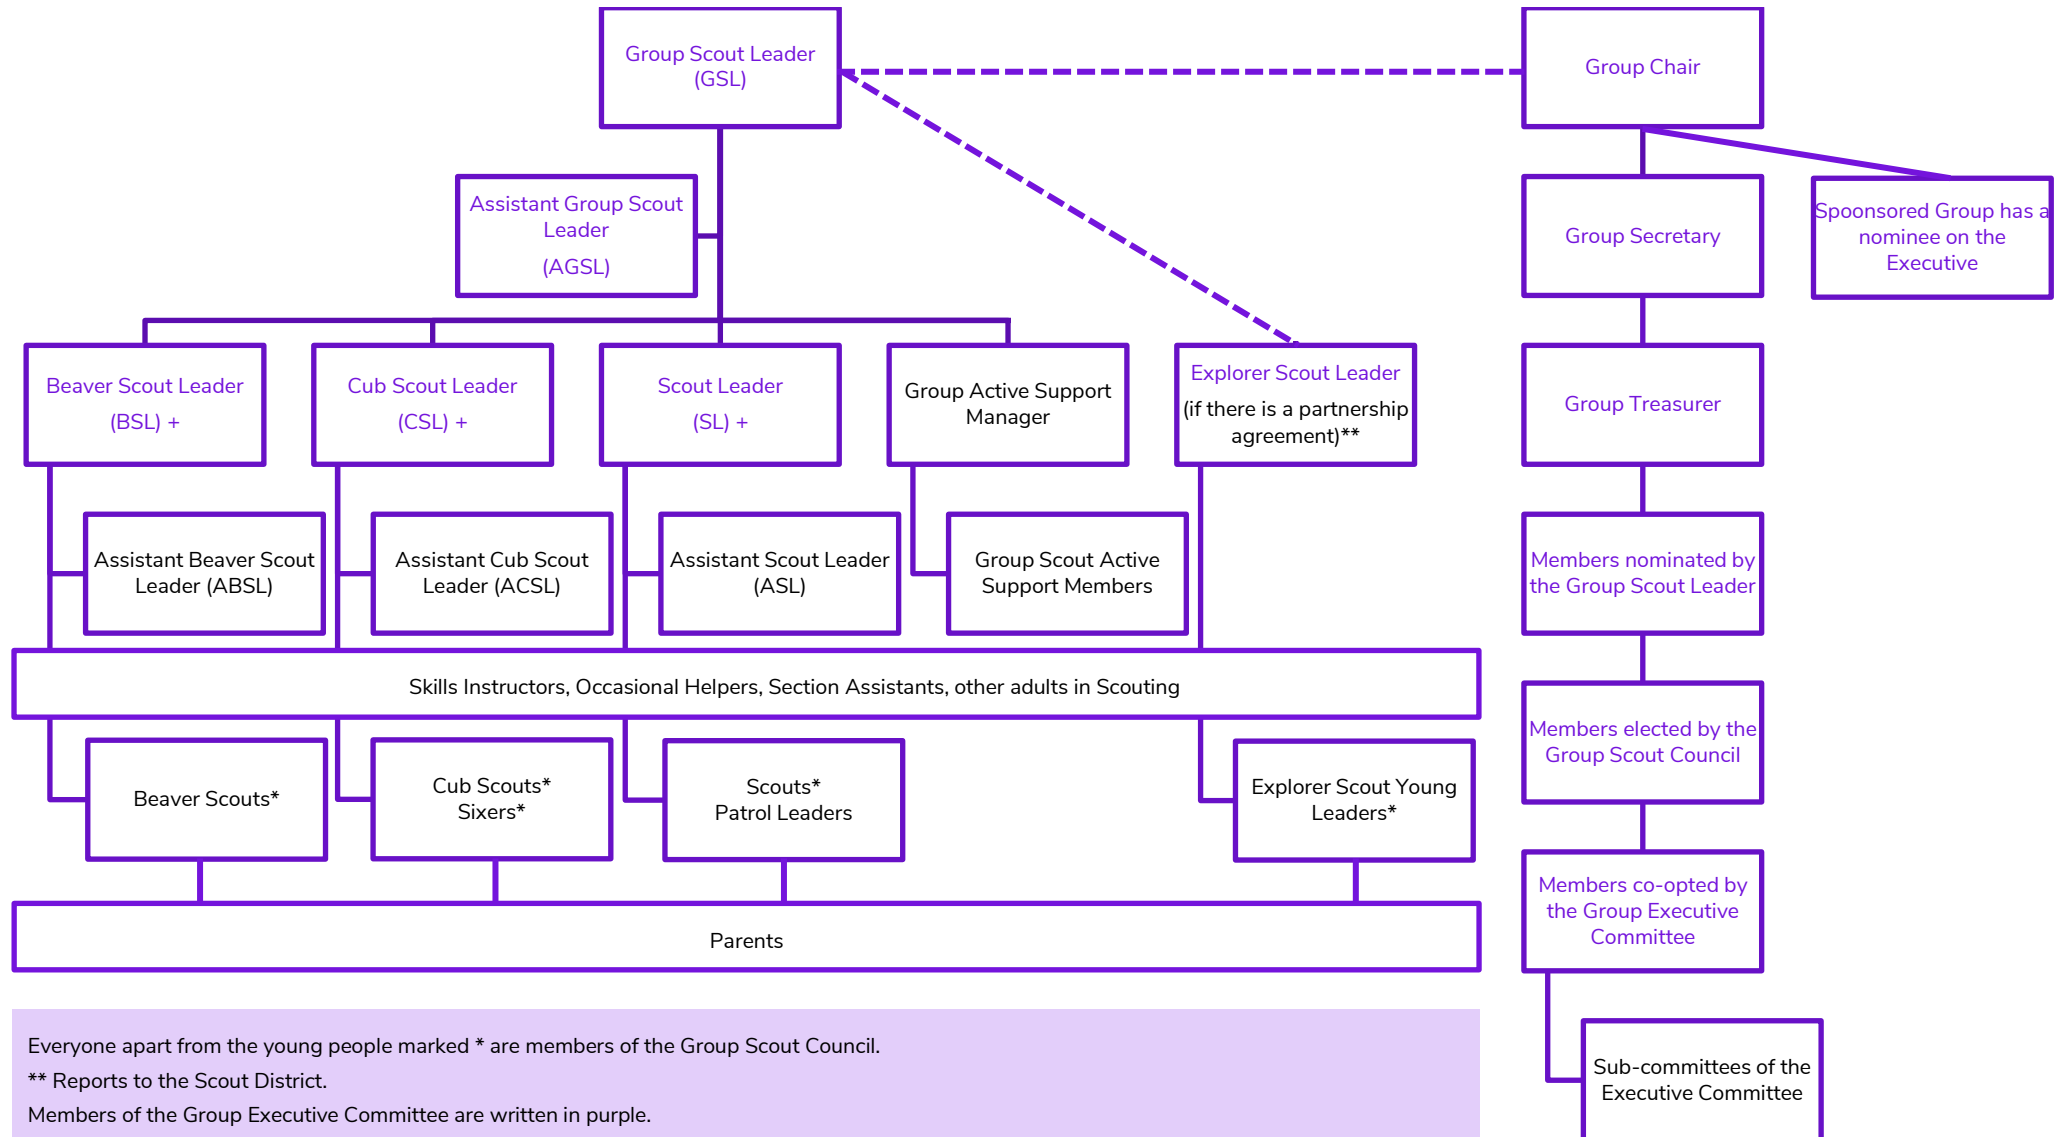 Group Scout Leader
(GSL)
Group Chair
Assistant Group Scout
Leader
(AGSL)
Group Secretary
Spoonsored Group has a
nominee on the
Executive
Beaver Scout Leader
(BSL) +
Cub Scout Leader
(CSL) +
Scout Leader
(SL) +
Group Active Support
Manager
Explorer Scout Leader
(if there is a partnership
agreement)**
Group Treasurer
Assistant Beaver Scout
Leader (ABSL)
Assistant Cub Scout
Leader (ACSL)
Assistant Scout Leader
(ASL)
Group Scout Active
Support Members
Members nominated by
the Group Scout Leader
Skills Instructors, Occasional Helpers, Section Assistants, other adults in Scouting
Members elected by the
Group Scout Council
Beaver Scouts*
Cub Scouts*
Sixers*
Scouts*
Patrol Leaders
Explorer Scout Young
Leaders*
Members co-opted by
the Group Executive
Committee
Parents
Sub-committees of the
Executive Committee
Everyone apart from the young people marked * are members of the Group Scout Council.
** Reports to the Scout District.
Members of the Group Executive Committee are written in purple.